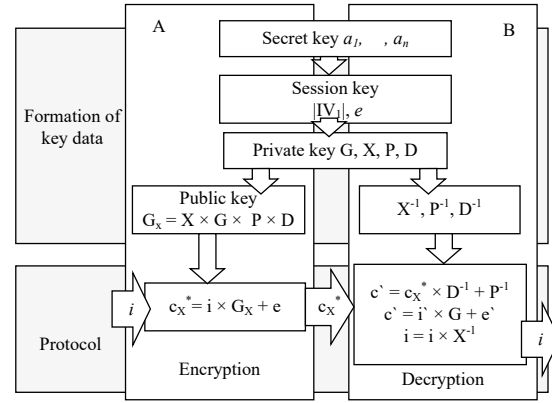 A
B
Secret key a₁, , aₙ
Session key
|IV₁|, e
Formation of
key data
Private key G, X, P, D
Public key
Gₓ = X × G × P × D
X⁻¹, P⁻¹, D⁻¹
i
cₓ* = i × Gₓ + e
cₓ*
c` = cₓ* × D⁻¹ + P⁻¹
c` = i` × G + e`
i = i × X⁻¹
i
Protocol
Encryption
Decryption